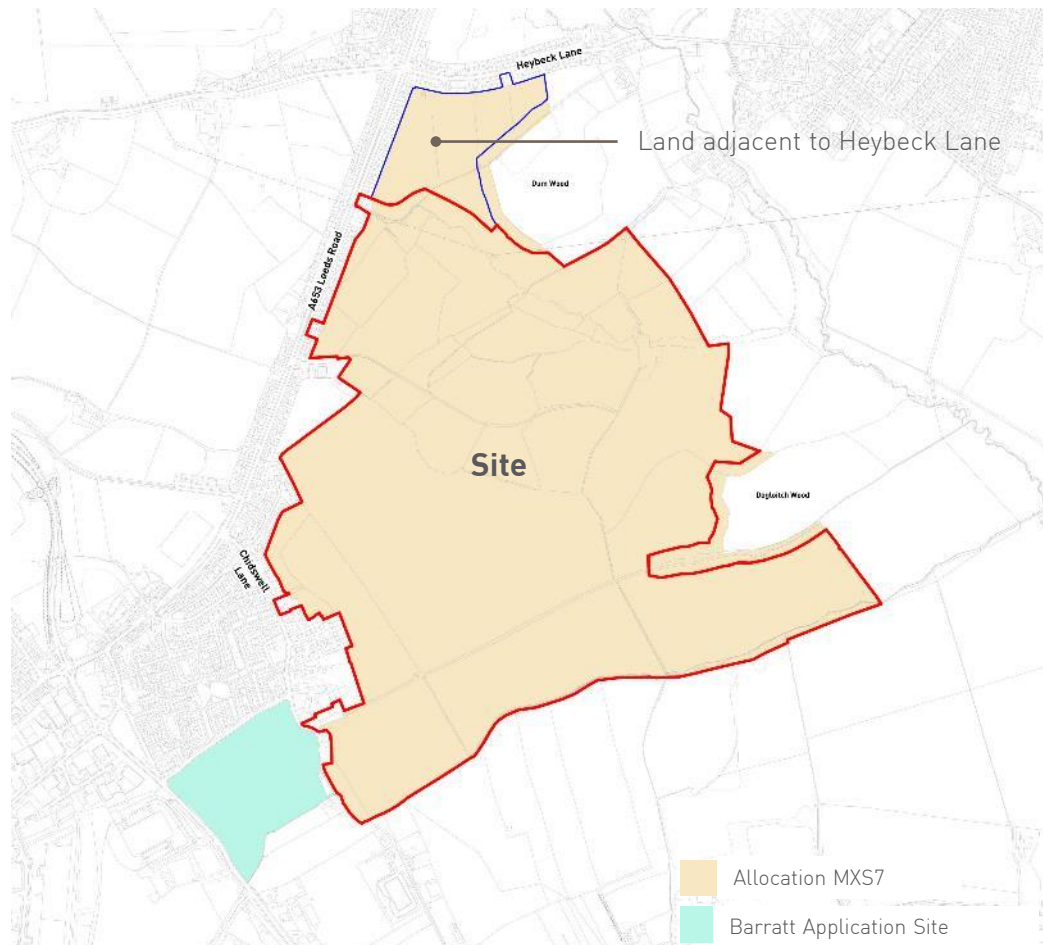 Heybeck Lane
Land adjacent to Heybeck Lane
Dum Wood
A653 Leeds Road
Site
Dogloitch Wood
Chidswell
Lane
Allocation MXS7
Barratt Application Site